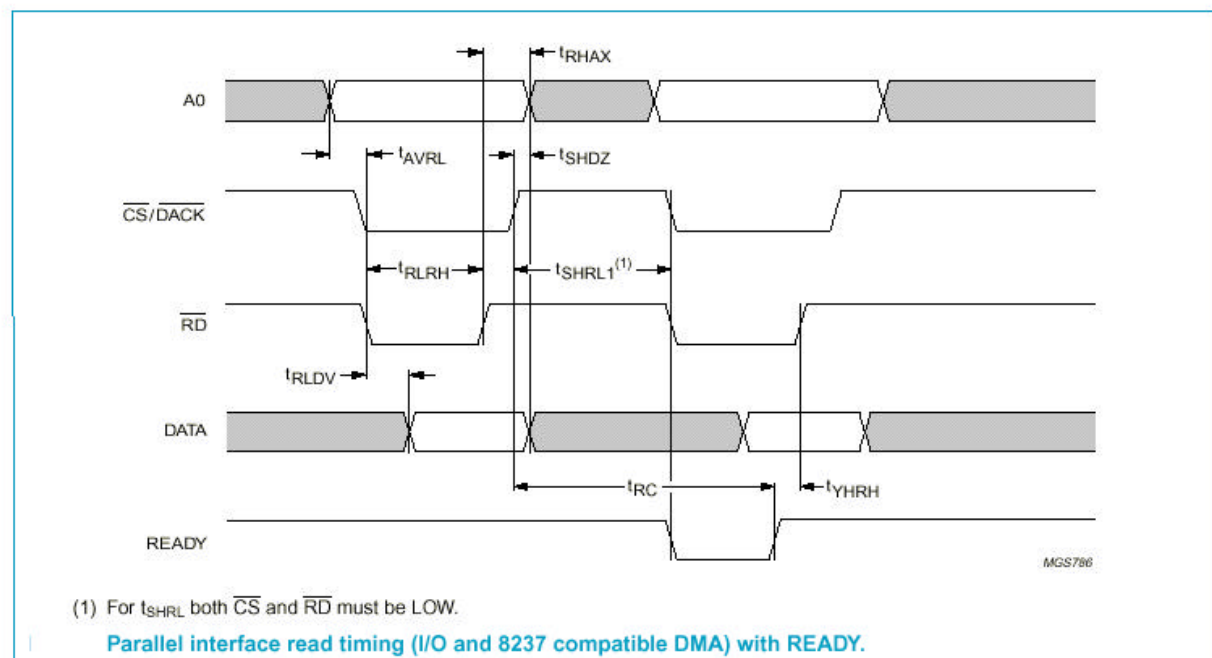 tRHAX
A0
tAVRL
tSHDZ
CS/DACK
tRLRH
tSHRL1(1)
RD
tRLDV
DATA
tRC
tYHRH
READY
MGS786
(1) For tSHRL both CS and RD must be LOW.
Parallel interface read timing (I/O and 8237 compatible DMA) with READY.